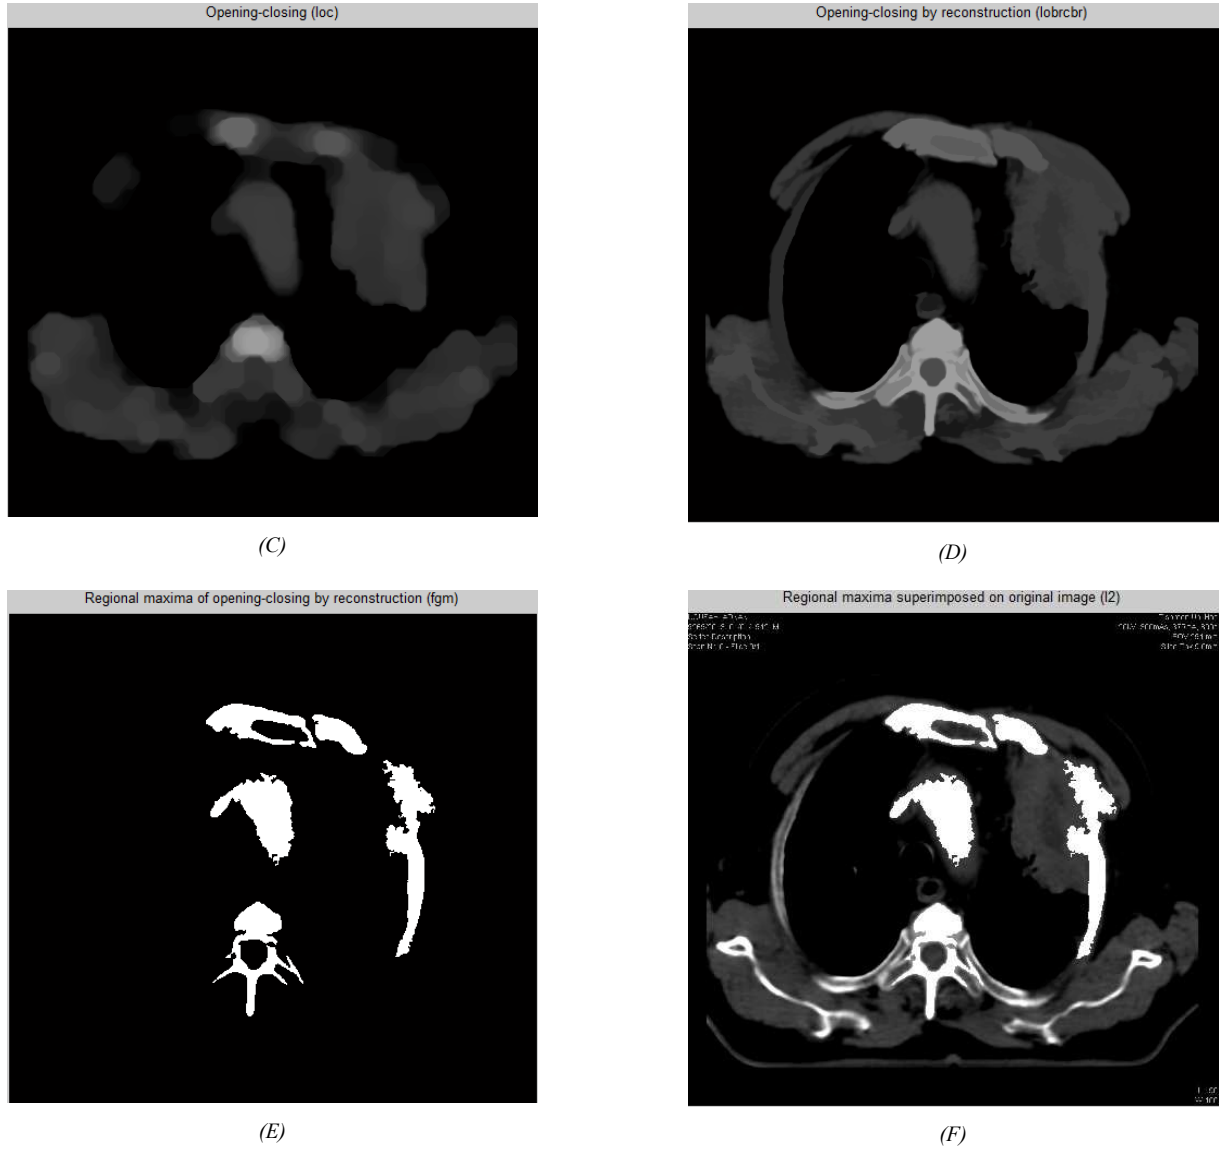 Opening-closing (Ioc)
Opening-closing by reconstruction (Iobrcbr)
(C)
(D)
Regional maxima of opening-closing by reconstruction (fgm)
Regional maxima superimposed on original image (I2)
(E)
(F)